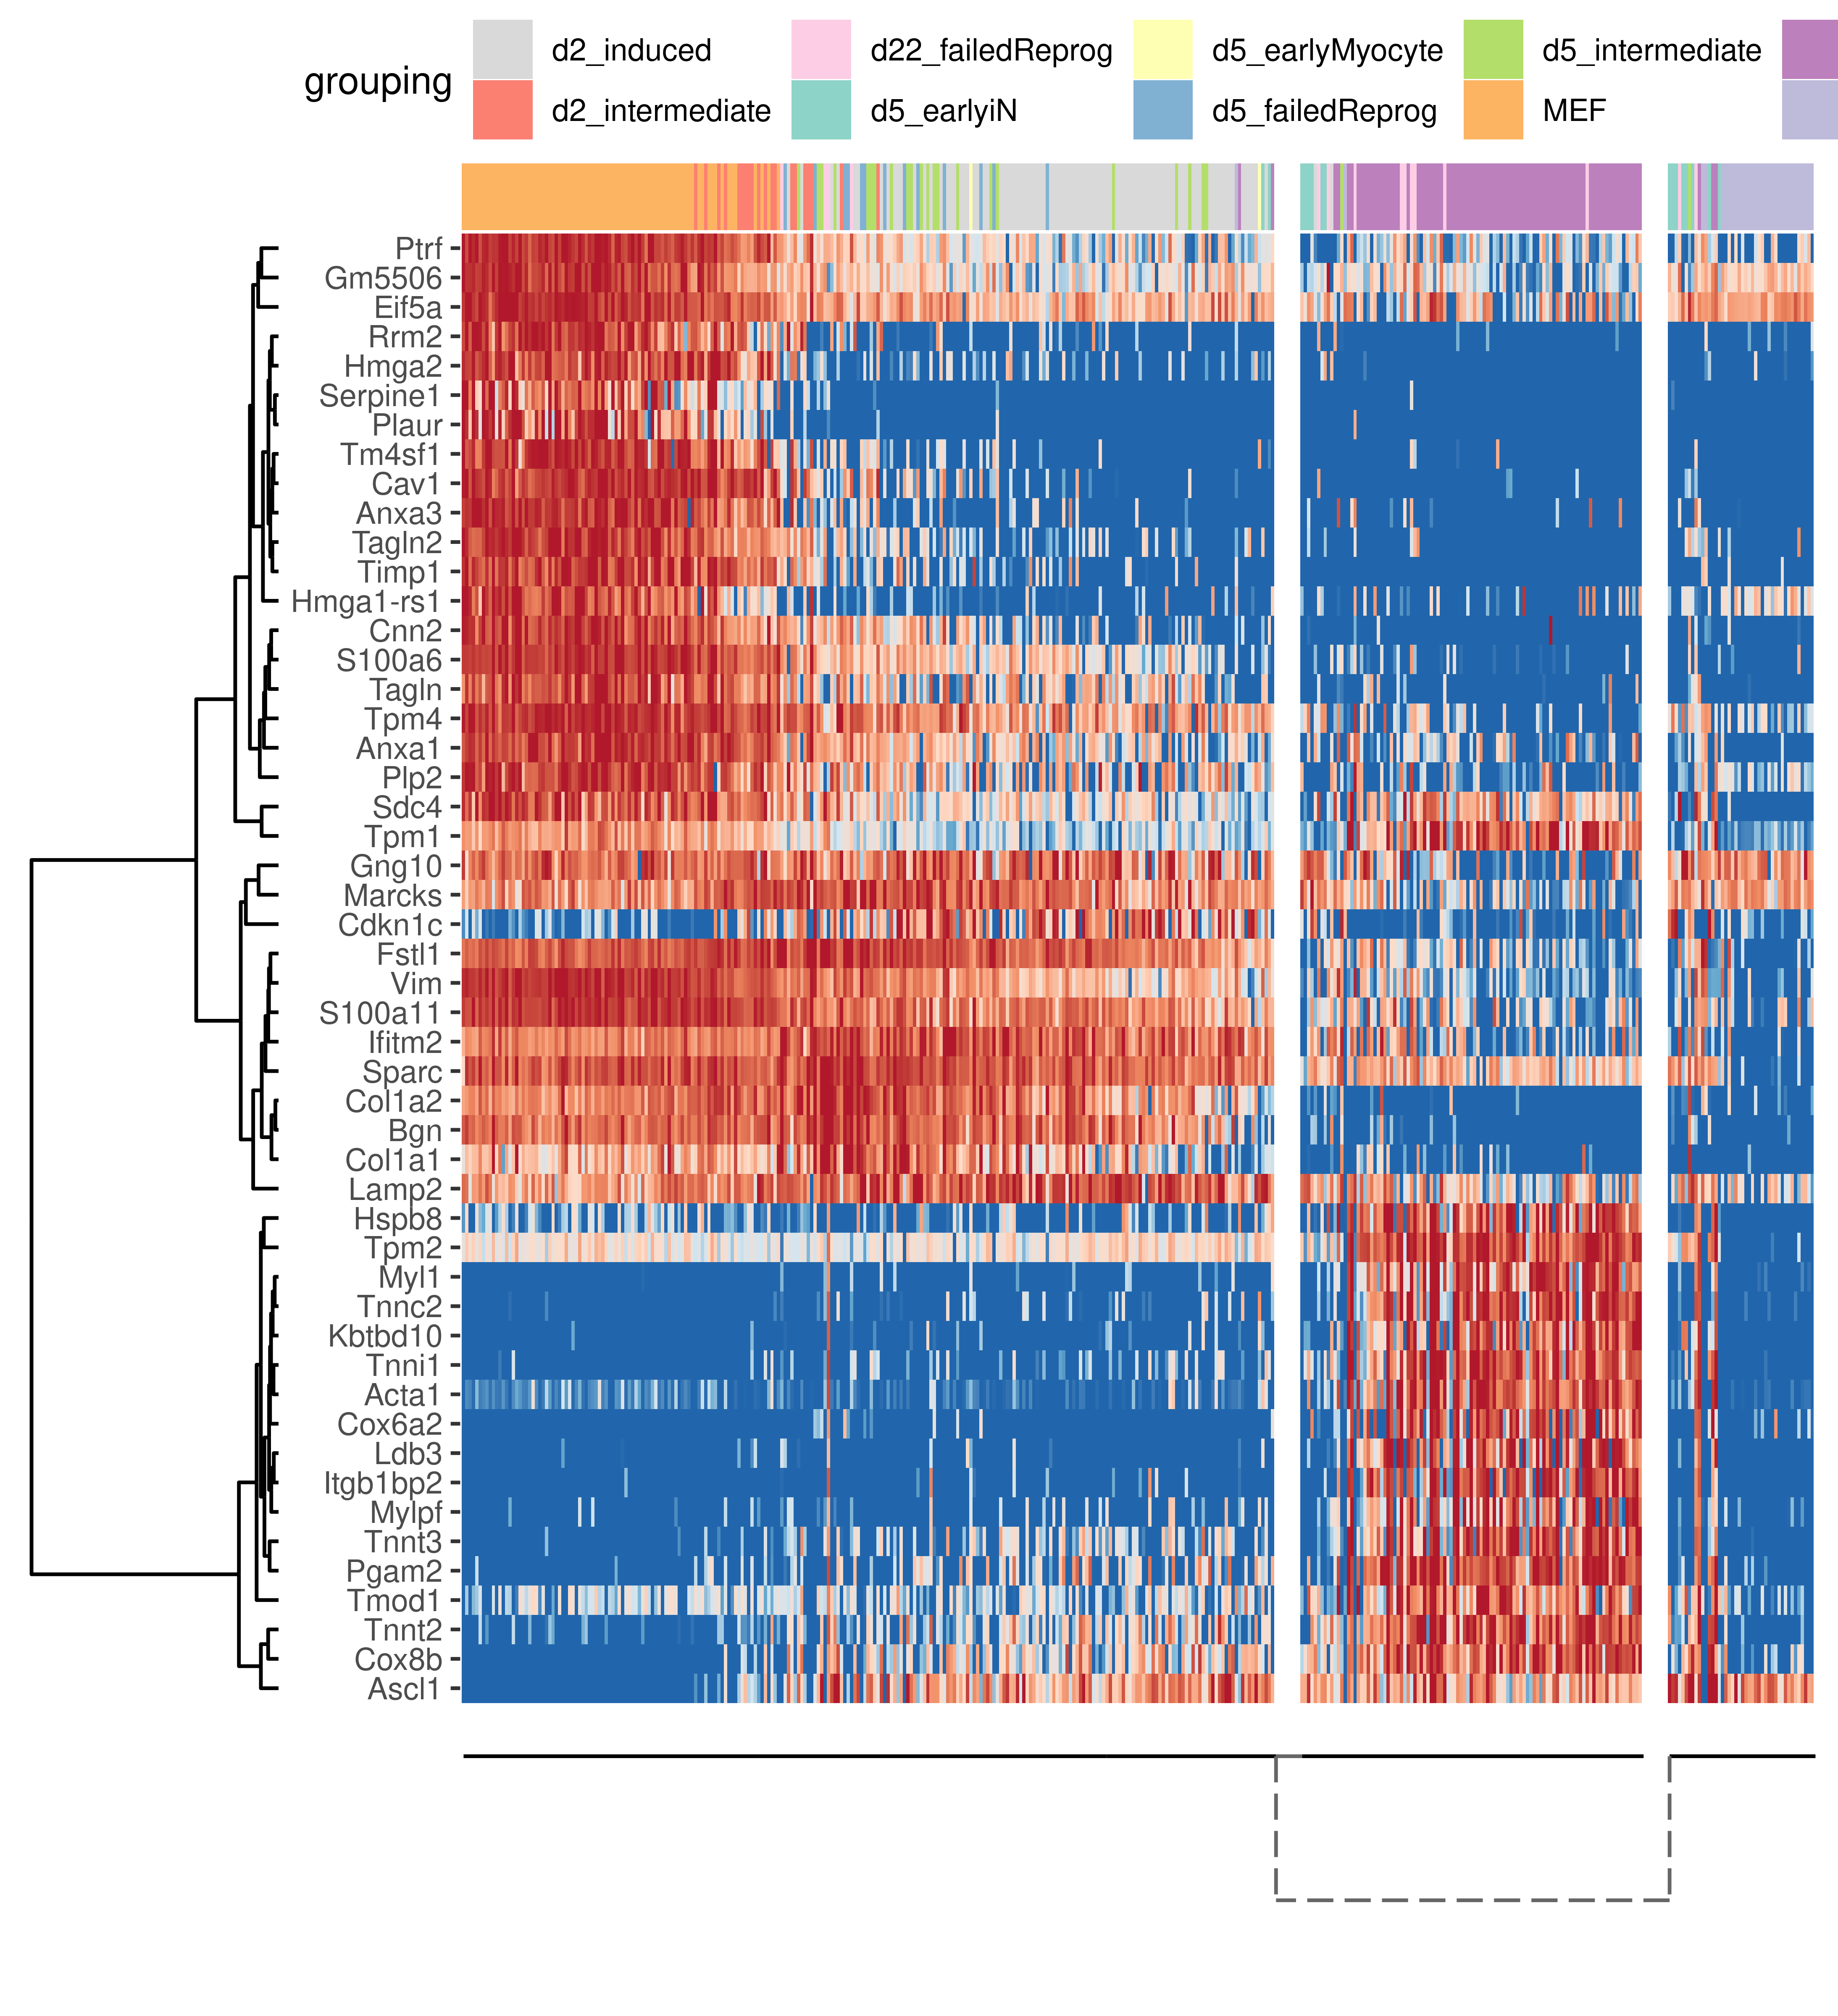 grouping
d2_induced d22_failedReprog d5_earlyMyocyte d5_intermediate
d2_intermediate d5_earlyiN d5_failedReprog MEF
Ptrf
Gm5506
Eif5a
Rrm2
Hmga2
Serpine1
Plaur
Tm4sf1
Cav1
Anxa3
Tagln2
Timp1
Hmga1-rs1
Cnn2
S100a6
Tagln
Tpm4
Anxa1
Plp2
Sdc4
Tpm1
Gng10
Marcks
Cdkn1c
Fstl1
Vim
S100a11
Ifitm2
Sparc
Col1a2
Bgn
Col1a1
Lamp2
Hspb8
Tpm2
Myl1
Tnnc2
Kbtbd10
Tnni1
Acta1
Cox6a2
Ldb3
Itgb1bp2
Mylpf
Tnnt3
Pgam2
Tmod1
Tnnt2
Cox8b
Ascl1